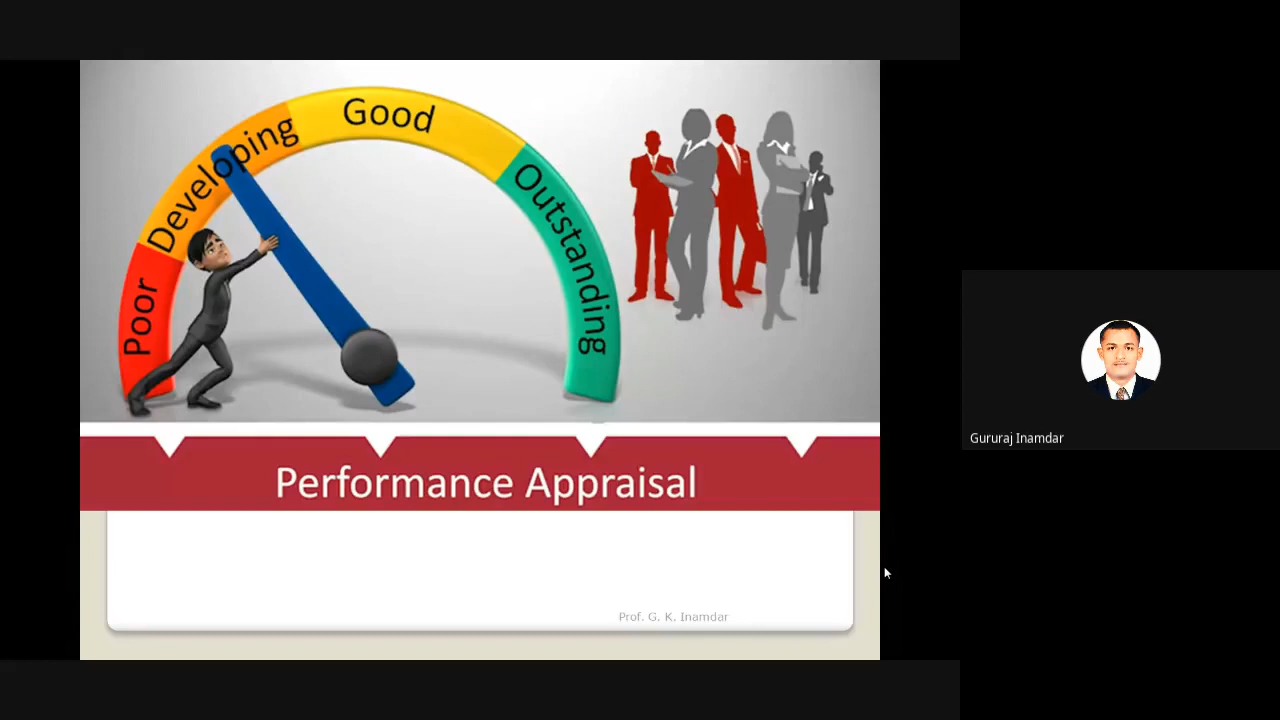 Poor
Developing
Good
Outstanding
Performance Appraisal
Prof. G. K. Inamdar
Gururaj Inamdar